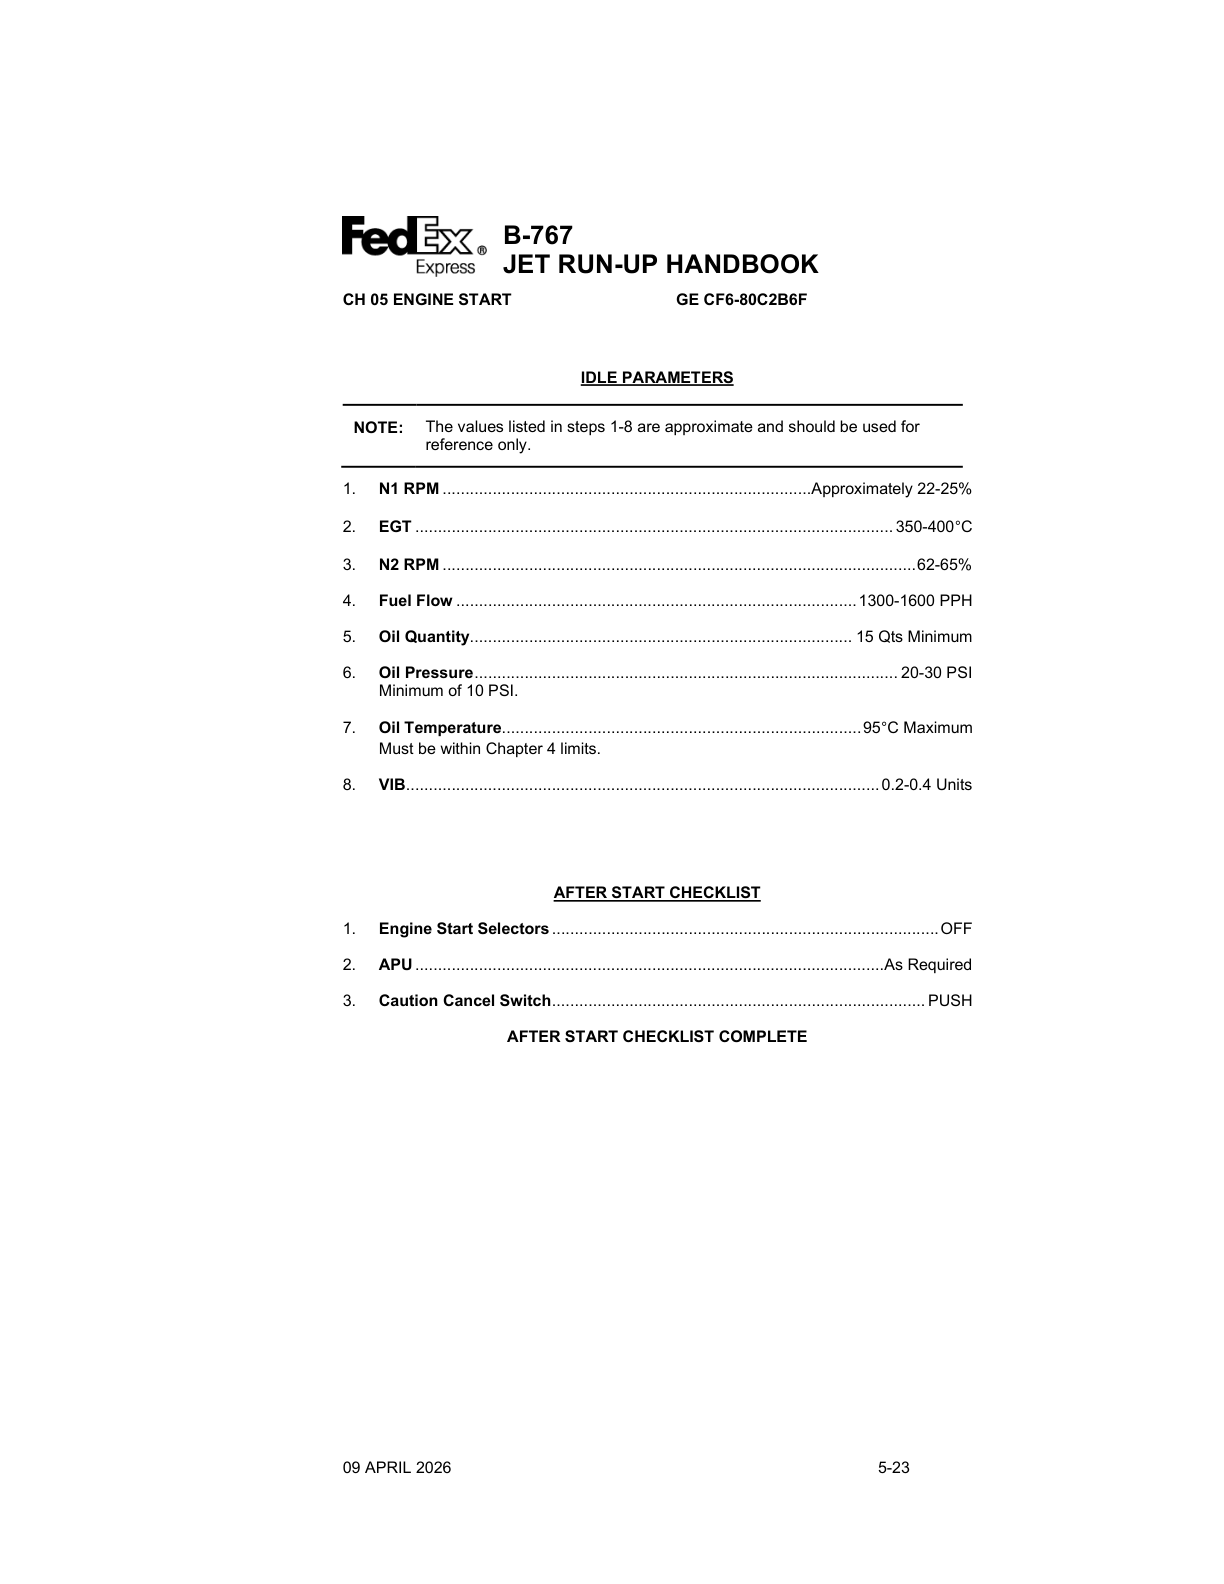 FedEx® B-767
Express JET RUN-UP HANDBOOK
CH 05 ENGINE START GE CF6-80C2B6F
IDLE PARAMETERS
NOTE: The values listed in steps 1-8 are approximate and should be used for
reference only.
1. N1 RPM .................................................................................Approximately 22-25%
2. EGT ......................................................................................................... 350-400°C
3. N2 RPM ........................................................................................................62-65%
4. Fuel Flow ........................................................................................1300-1600 PPH
5. Oil Quantity.................................................................................... 15 Qts Minimum
6. Oil Pressure............................................................................................. 20-30 PSI
Minimum of 10 PSI.
7. Oil Temperature...............................................................................95°C Maximum
Must be within Chapter 4 limits.
8. VIB........................................................................................................0.2-0.4 Units
AFTER START CHECKLIST
1. Engine Start Selectors .....................................................................................OFF
2. APU .......................................................................................................As Required
3. Caution Cancel Switch.................................................................................. PUSH
AFTER START CHECKLIST COMPLETE
09 APRIL 2026 5-23